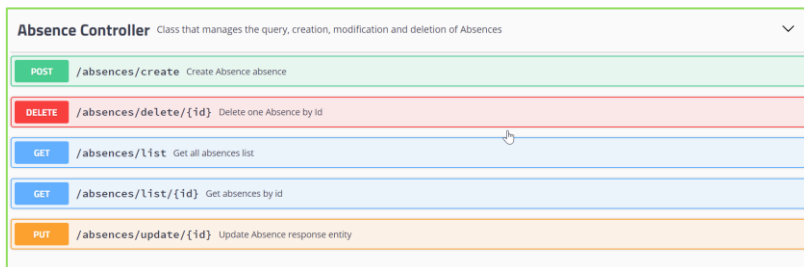 Absence Controller Class that manages the query, creation, modification and deletion of Absences
POST /absences/create Create Absence absence
DELETE /absences/delete/{id} Delete one Absence by Id
GET /absences/list Get all absences list
GET /absences/list/{id} Get absences by id
PUT /absences/update/{id} Update Absence response entity